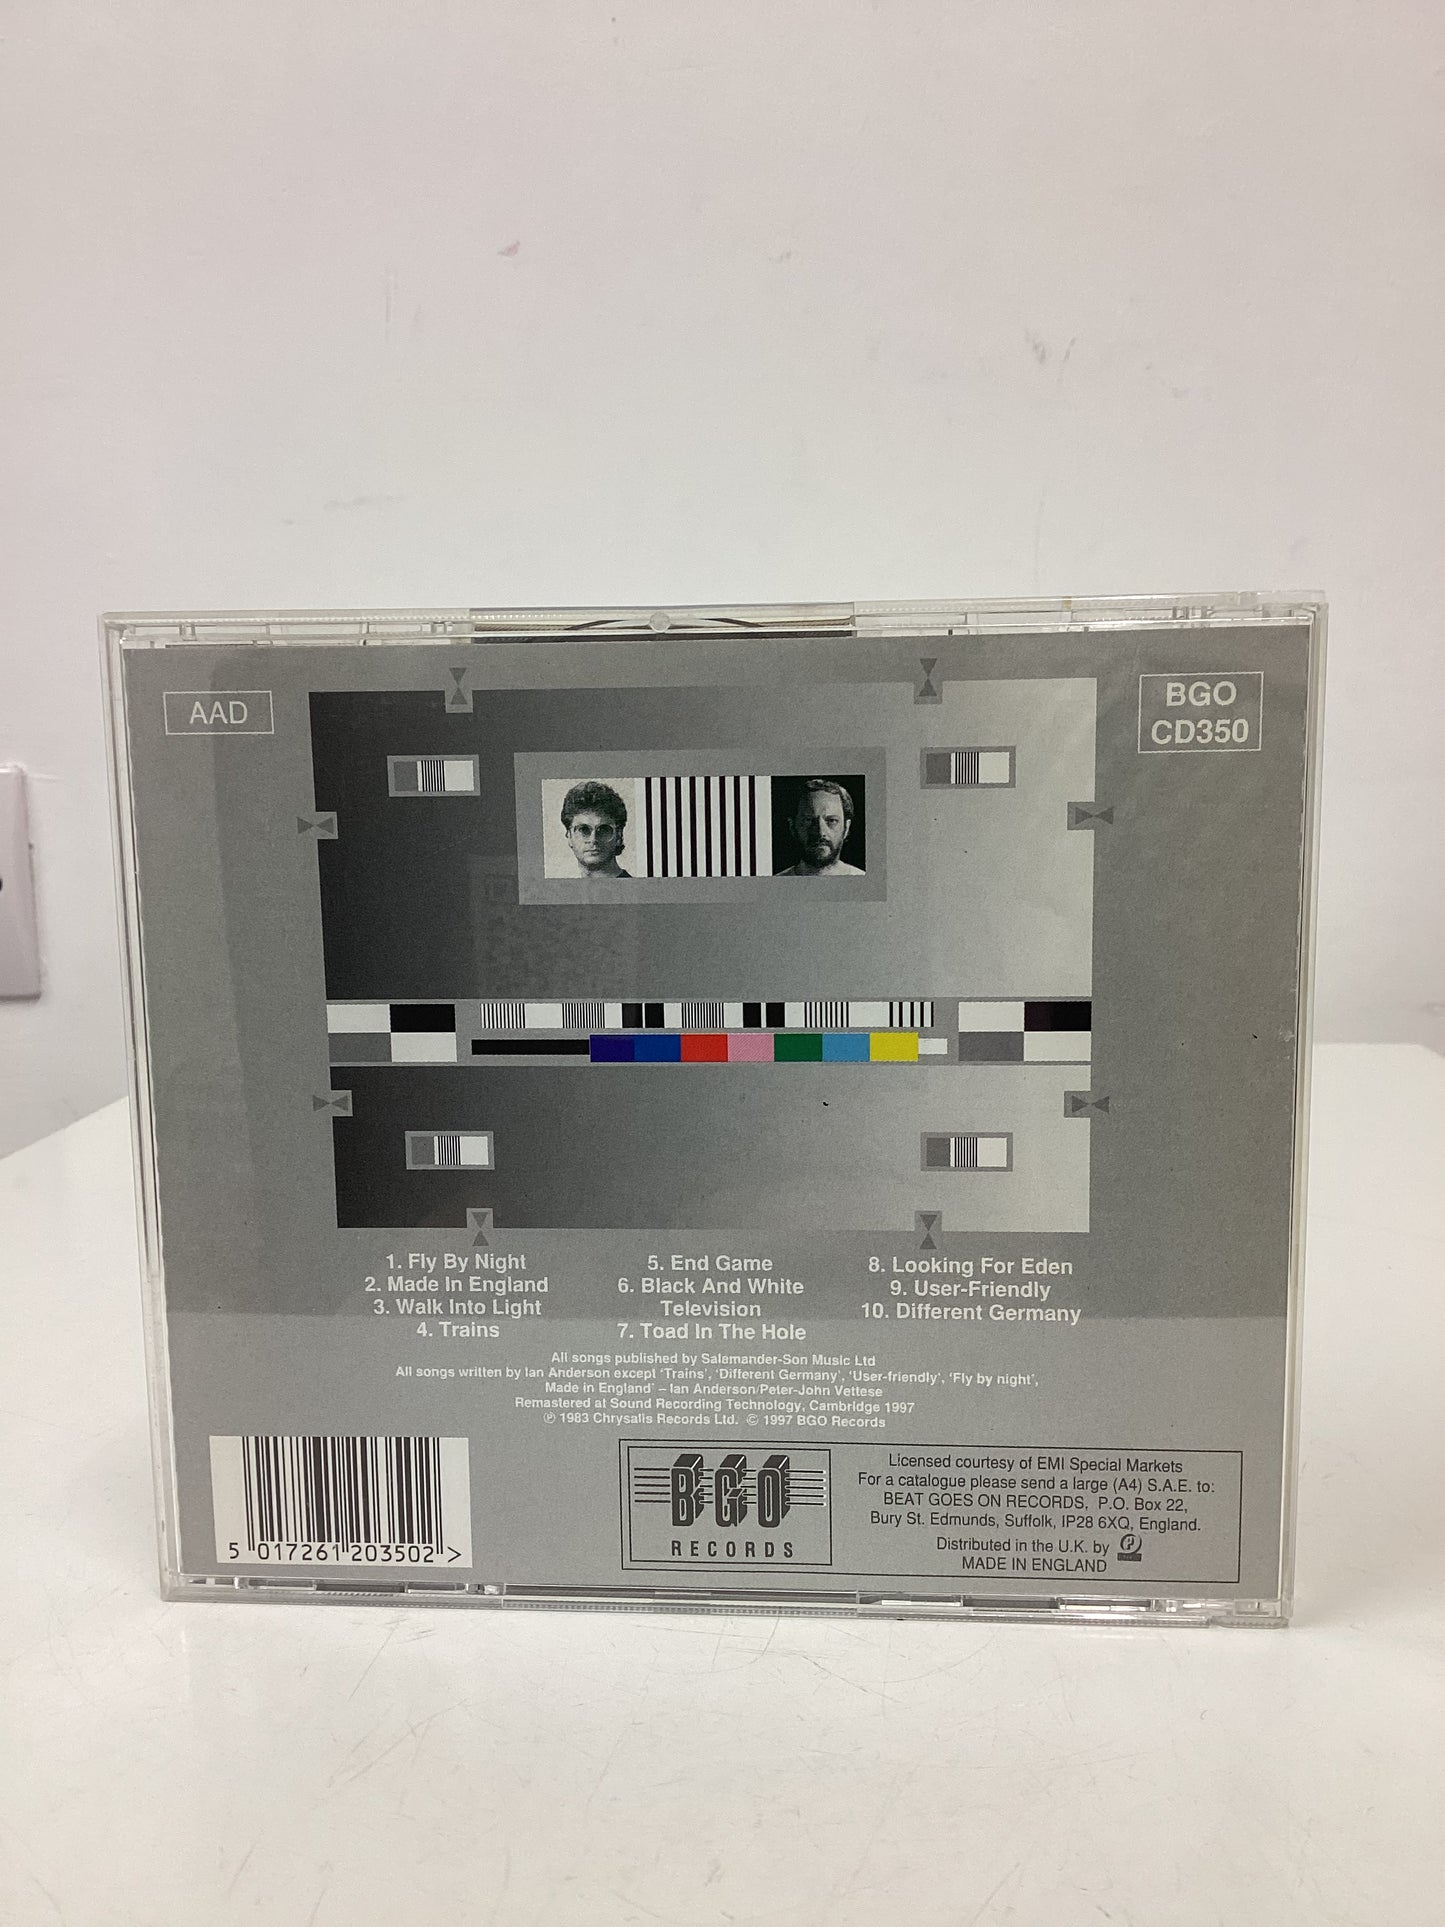 AAD
BGO
CD350
1. Fly By Night
2. Made In England
3. Walk Into Light
4. Trains
5. End Game
6. Black And White
Television
7. Toad In The Hole
8. Looking For Eden
9. User-Friendly
10. Different Germany
All songs published by Salamander-Son Music Ltd
All songs written by Ian Anderson except 'Trains', 'Different Germany', 'User-friendly', 'Fly by night',
Made in England' – Ian Anderson/Peter-John Vettese
Remastered at Sound Recording Technology, Cambridge 1997
℗ 1983 Chrysalis Records Ltd. © 1997 BGO Records
5 017261 203502 >
BGO
RECORDS
Licensed courtesy of EMI Special Markets
For a catalogue please send a large (A4) S.A.E. to:
BEAT GOES ON RECORDS, P.O. Box 22,
Bury St. Edmunds, Suffolk, IP28 6XQ, England.
Distributed in the U.K. by
MADE IN ENGLAND